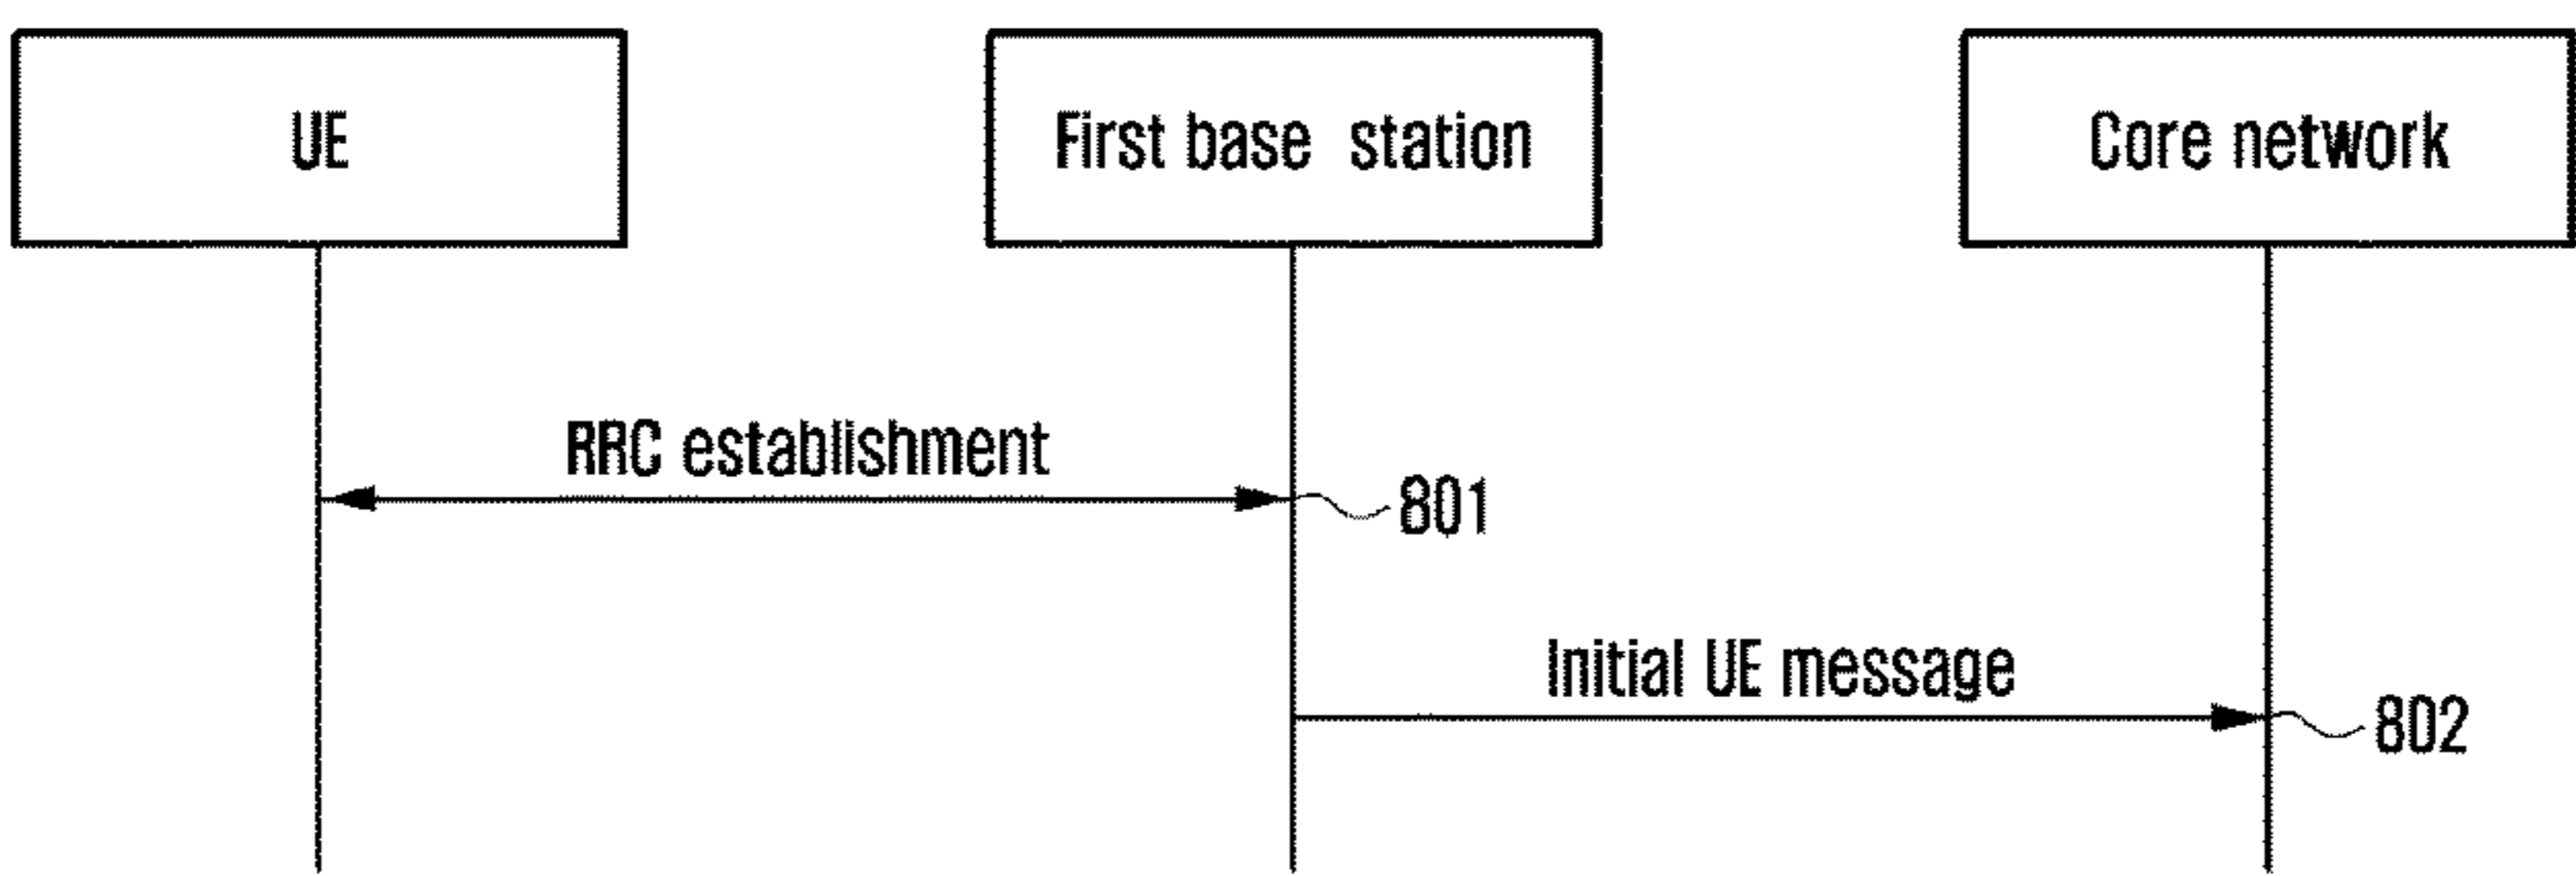 UE
First base station
Core network
RRC establishment
801
Initial UE message
802